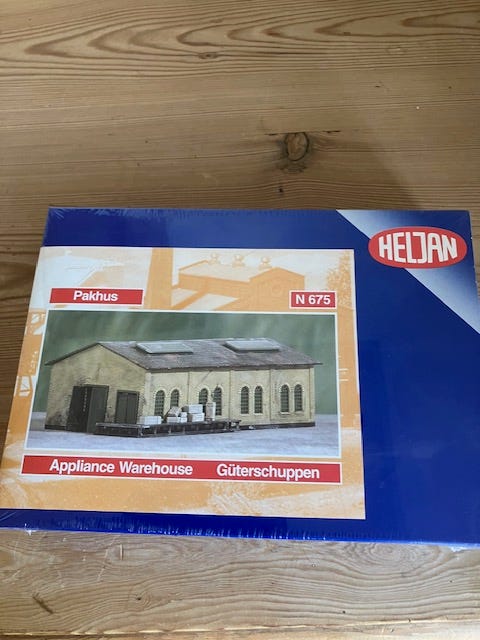 HELJAN
Pakhus
N 675
Appliance Warehouse Güterschuppen